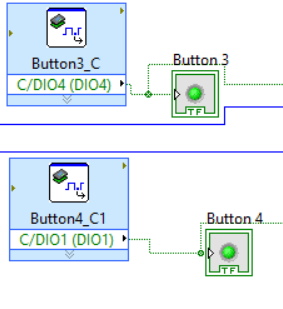 Button3_C
Button 3
C/DIO4 (DIO4)
TF
Button4_C1
Button 4
C/DIO1 (DIO1)
TF